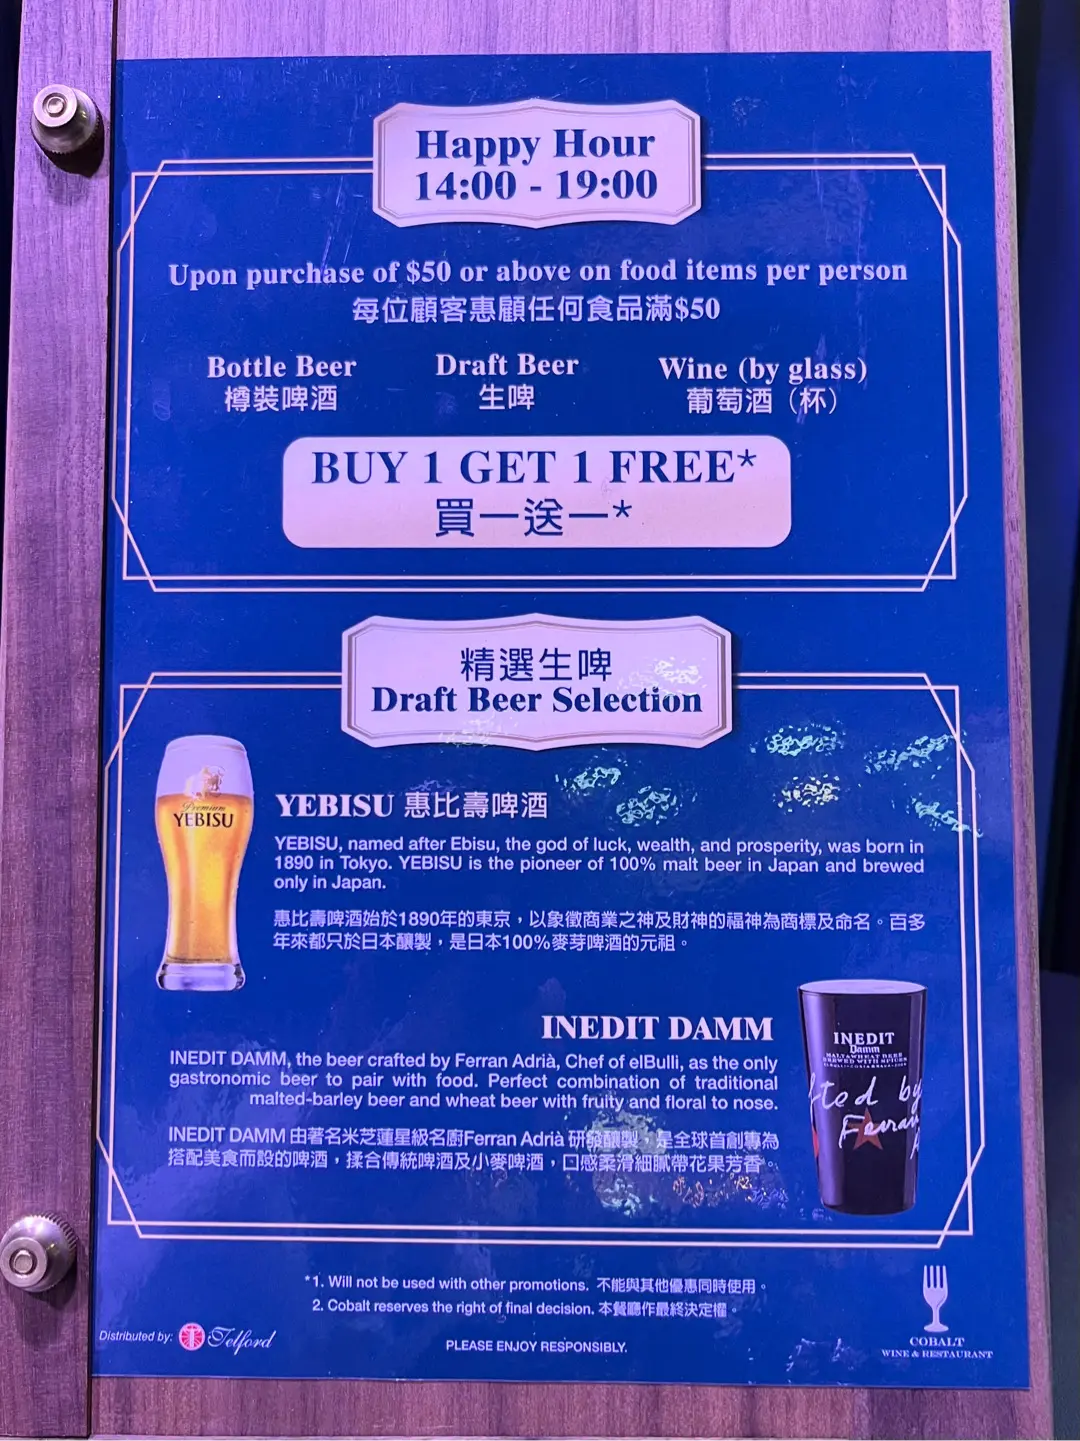 Happy Hour
14:00 - 19:00
Upon purchase of $50 or above on food items per person
每位顧客惠顧任何食品滿$50
Bottle Beer
樽裝啤酒
Draft Beer
生啤
Wine (by glass)
葡萄酒（杯）
BUY 1 GET 1 FREE*
買一送一*
精選生啤
Draft Beer Selection
Premium
YEBISU
YEBISU 惠比壽啤酒
YEBISU, named after Ebisu, the god of luck, wealth, and prosperity, was born in
1890 in Tokyo. YEBISU is the pioneer of 100% malt beer in Japan and brewed
only in Japan.
惠比壽啤酒始於1890年的東京，以象徵商業之神及財神的福神為商標及命名。百多
年來都只於日本釀製，是日本100%麥芽啤酒的元祖。
INEDIT DAMM
INEDIT DAMM, the beer crafted by Ferran Adrià, Chef of elBulli, as the only
gastronomic beer to pair with food. Perfect combination of traditional
malted-barley beer and wheat beer with fruity and floral to nose.
INEDIT DAMM 由著名米芝蓮星級名廚Ferran Adrià 研發釀製，是全球首創專為
搭配美食而設的啤酒，揉合傳統啤酒及小麥啤酒，口感柔滑細膩帶花果芳香。
INEDIT
Damm
MALT&WHEAT BEER
BREWED WITH SPICES
fted by
Ferran
A
*1. Will not be used with other promotions. 不能與其他優惠同時使用。
2. Cobalt reserves the right of final decision. 本餐廳作最終決定權。
Distributed by: Telford
PLEASE ENJOY RESPONSIBLY.
COBALT
WINE & RESTAURANT